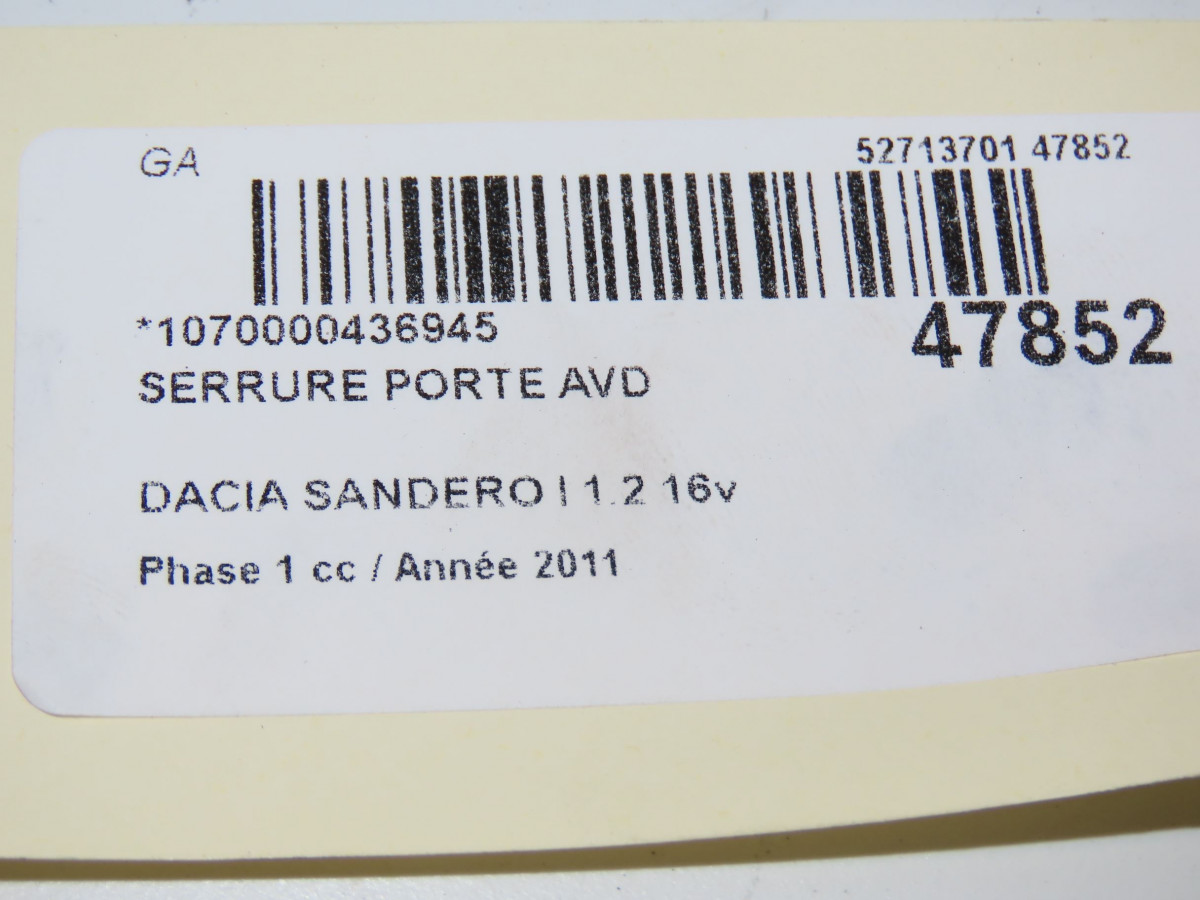 GA
52713701 47852
*1070000436945
47852
SERRURE PORTE AVD
DACIA SANDERO I 1.2 16v
Phase 1 cc / Année 2011